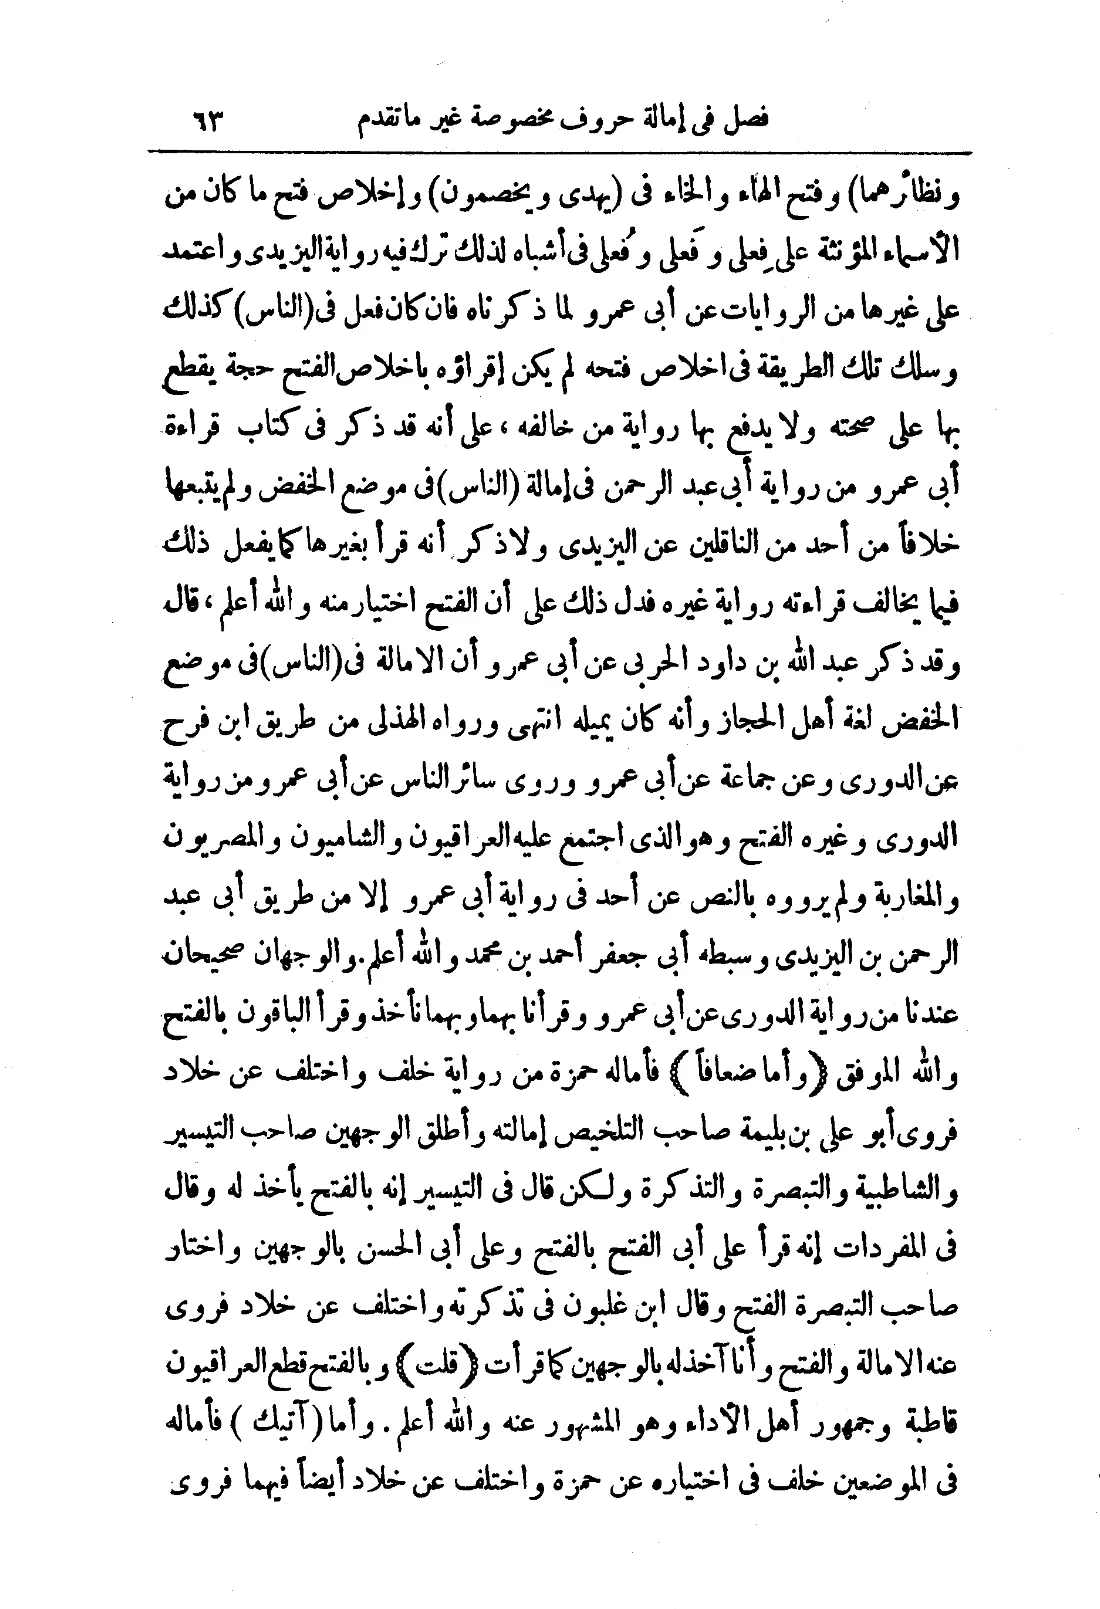 فصل فى إمالة حروف مخصوصة غير ماتقدم ٦٣
ونظائرهما) وفتح الهاء والخاء فى (يهدى ويخصمون) وإخلاص فتح ما كان من
الأسماء المؤنثة على فِعلى وفَعلى وفُعلى فى أشباه لذلك ترك فيه رواية اليزيدى واعتمد
على غيرها من الروايات عن أبى عمرو لما ذكرناه فان كان فعل فى (الناس) كذلك
وسلك تلك الطريقة فى اخلاص فتحه لم يكن إقراؤه باخلاص الفتح حجة يقطع
بها على صحته ولا يدفع بها رواية من خالفه ، على أنه قد ذكر فى كتاب قراءة
أبى عمرو من رواية أبى عبد الرحمن فى إمالة (الناس) فى موضع الخفض ولم يتبعها
خلافاً من أحد من الناقلين عن اليزيدى ولا ذكر أنه قرأ بغيرها كما يفعل ذلك
فيما يخالف قراءته رواية غيره فدل ذلك على أن الفتح اختيار منه والله أعلم ، قال
وقد ذكر عبد الله بن داود الحربى عن أبى عمرو أن الامالة فى (الناس) فى موضع
الخفض لغة أهل الحجاز وأنه كان يميله انتهى ورواه الهذلى من طريق ابن فرح
عن الدورى وعن جماعة عن أبى عمرو وروى سائر الناس عن أبى عمرو من رواية
الدورى وغيره الفتح وهو الذى اجتمع عليه العراقيون والشاميون والمصريون
والمغاربة ولم يرووه بالنص عن أحد فى رواية أبى عمرو إلا من طريق أبى عبد
الرحمن بن اليزيدى وسبطه أبى جعفر أحمد بن محمد والله أعلم. والوجهان صحيحان
عندنا من رواية الدورى عن أبى عمرو وقرأنا بهما وبهما نأخذ وقرأ الباقون بالفتح
والله الموفق (وأما ضعافاً) فأماله حمزة من رواية خلف واختلف عن خلاد
فروى أبو على بن بليمة صاحب التلخيص إمالته وأطلق الوجهين صاحب التيسير
والشاطبية والتبصرة والتذكرة ولكن قال فى التيسير إنه بالفتح يأخذ له وقال
فى المفردات إنه قرأ على أبى الفتح بالفتح وعلى أبى الحسن بالوجهين واختار
صاحب التبصرة الفتح وقال ابن غلبون فى تذكرته واختلف عن خلاد فروى
عنه الامالة والفتح وأنا آخذ له بالوجهين كما قرأت (قلت) وبالفتح قطع العراقيون
قاطبة وجمهور أهل الأداء وهو المشهور عنه والله أعلم . وأما (آتيك) فأماله
فى الموضعين خلف فى اختياره عن حمزة واختلف عن خلاد أيضاً فيهما فروى